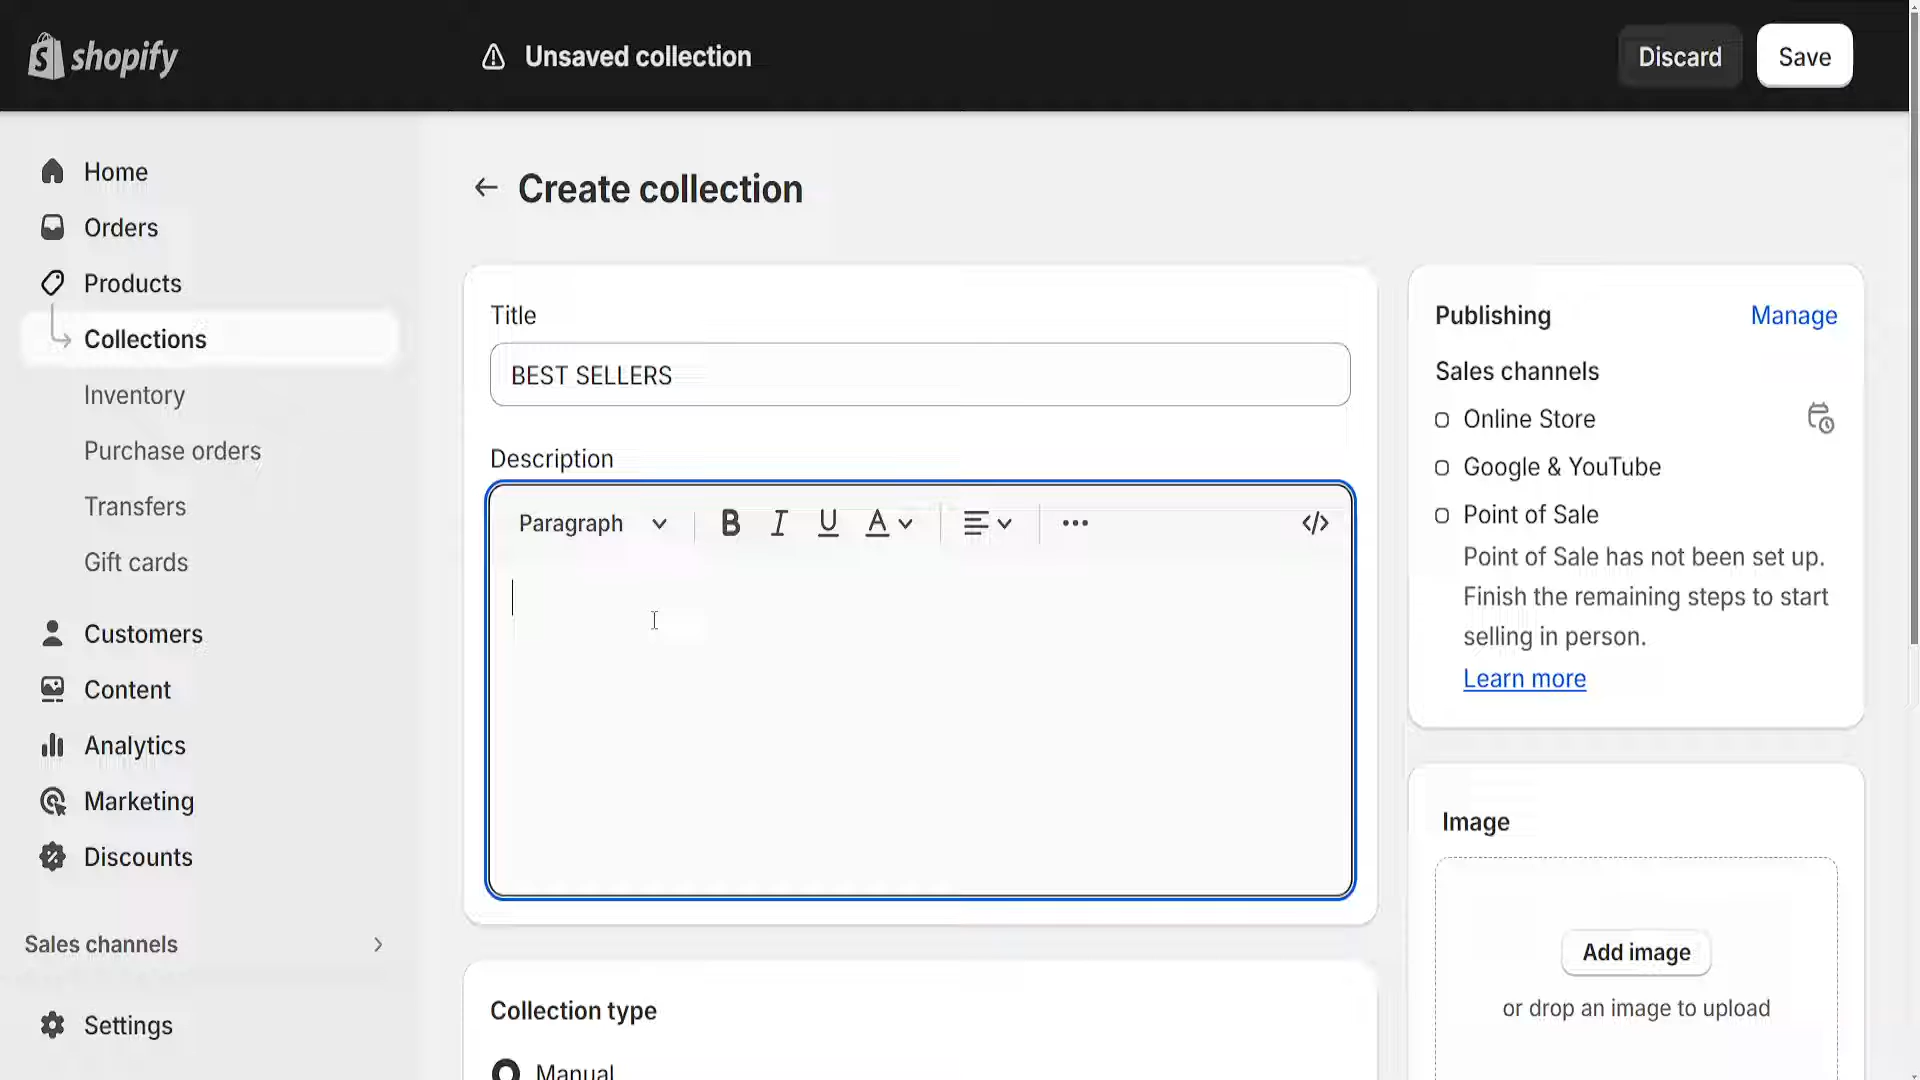 shopify
Unsaved collection
Discard
Save
Home
Orders
Products
Collections
Inventory
Purchase orders
Transfers
Gift cards
Customers
Content
Analytics
Marketing
Discounts
Sales channels
Settings
Create collection
Title
BEST SELLERS
Description
Paragraph
B I U A
Collection type
Manual
Publishing
Manage
Sales channels
Online Store
Google & YouTube
Point of Sale
Point of Sale has not been set up.
Finish the remaining steps to start
selling in person.
Learn more
Image
Add image
or drop an image to upload